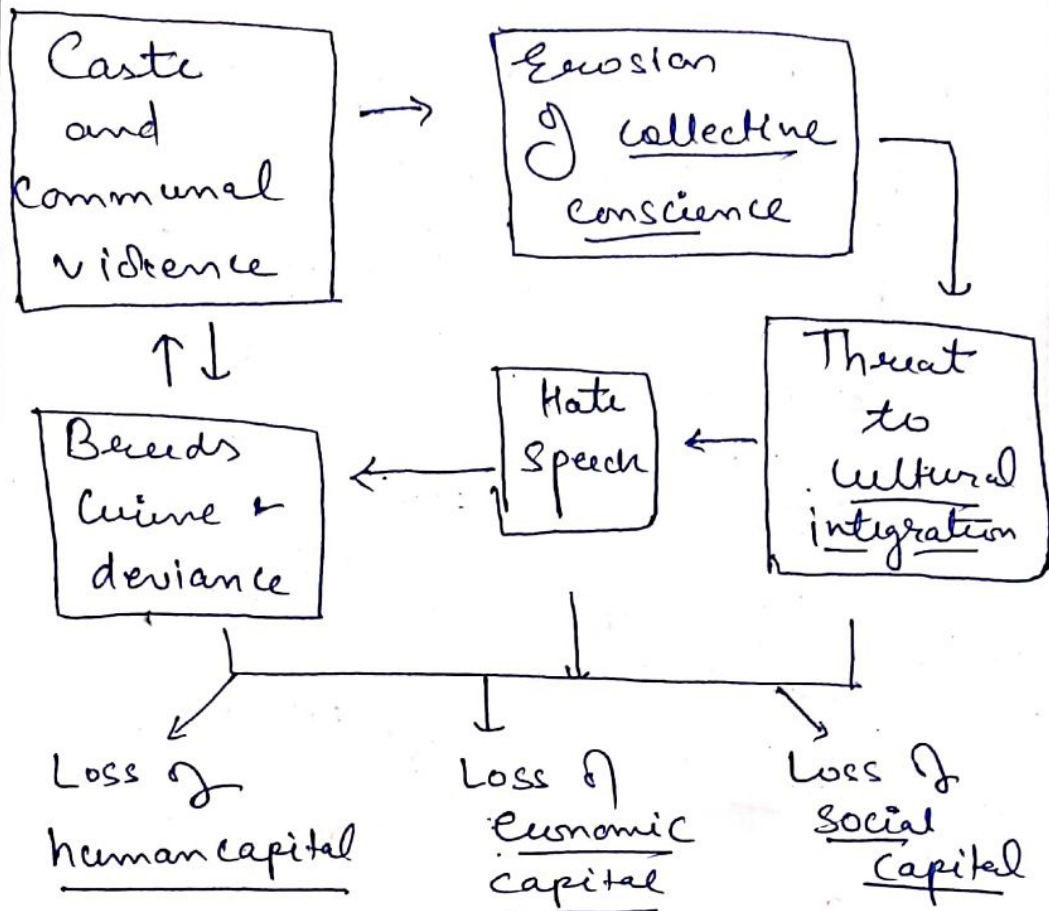 Caste
and
communal
violence
Erosion
of collective
conscience
Threat
to
cultural
integration
Hate
Speech
Breeds
Crime &
deviance
Loss of
human capital
Loss of
economic
capital
Loss of
social
capital